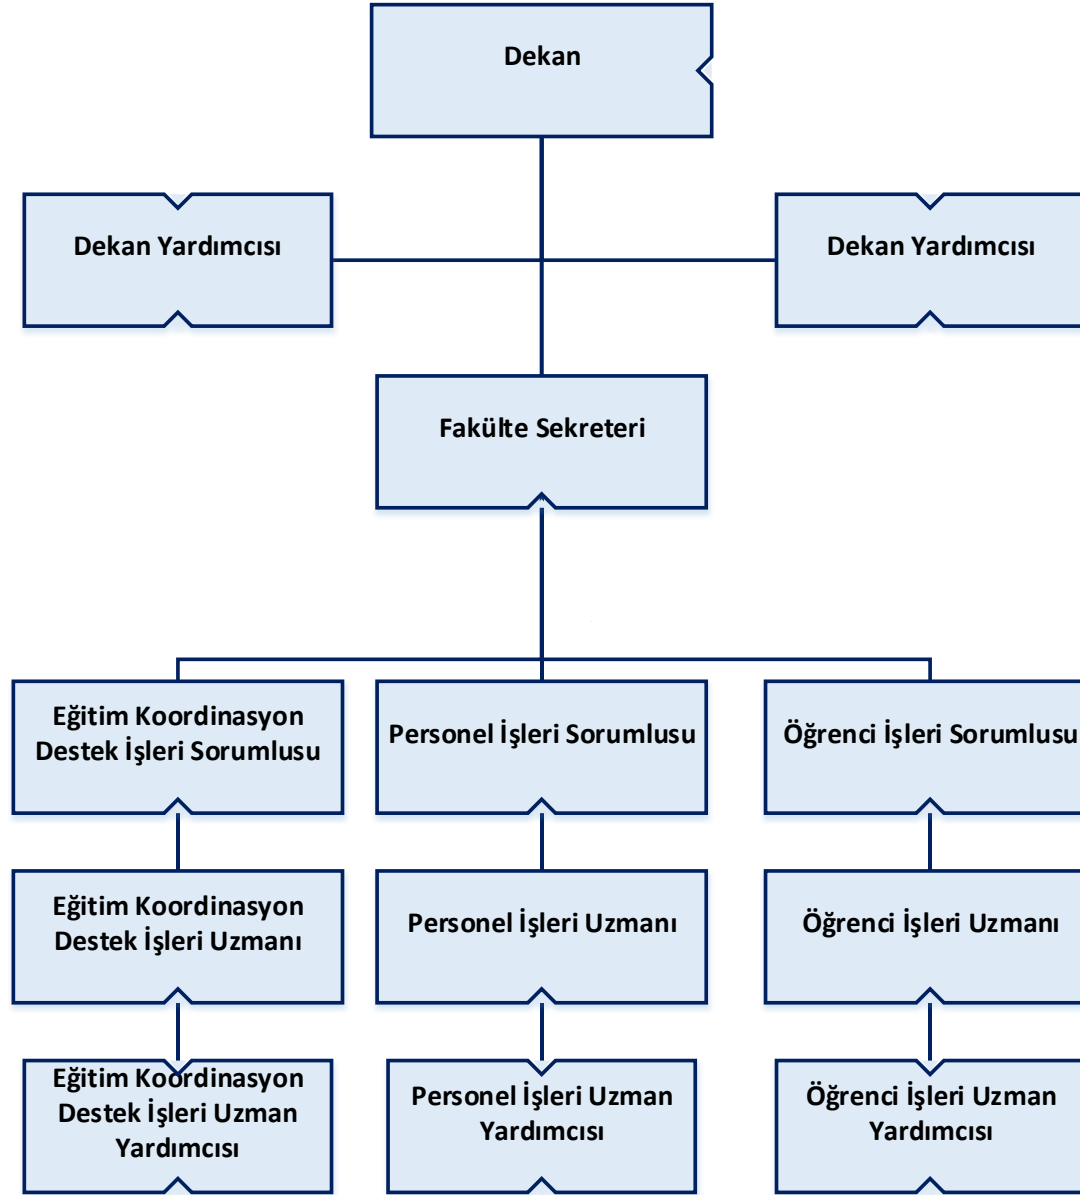 Dekan
Dekan Yardımcısı
Dekan Yardımcısı
Fakülte Sekreteri
Eğitim Koordinasyon
Destek İşleri Sorumlusu
Personel İşleri Sorumlusu
Öğrenci İşleri Sorumlusu
Eğitim Koordinasyon
Destek İşleri Uzmanı
Personel İşleri Uzmanı
Öğrenci İşleri Uzmanı
Eğitim Koordinasyon
Destek İşleri Uzman
Yardımcısı
Personel İşleri Uzman
Yardımcısı
Öğrenci İşleri Uzman
Yardımcısı